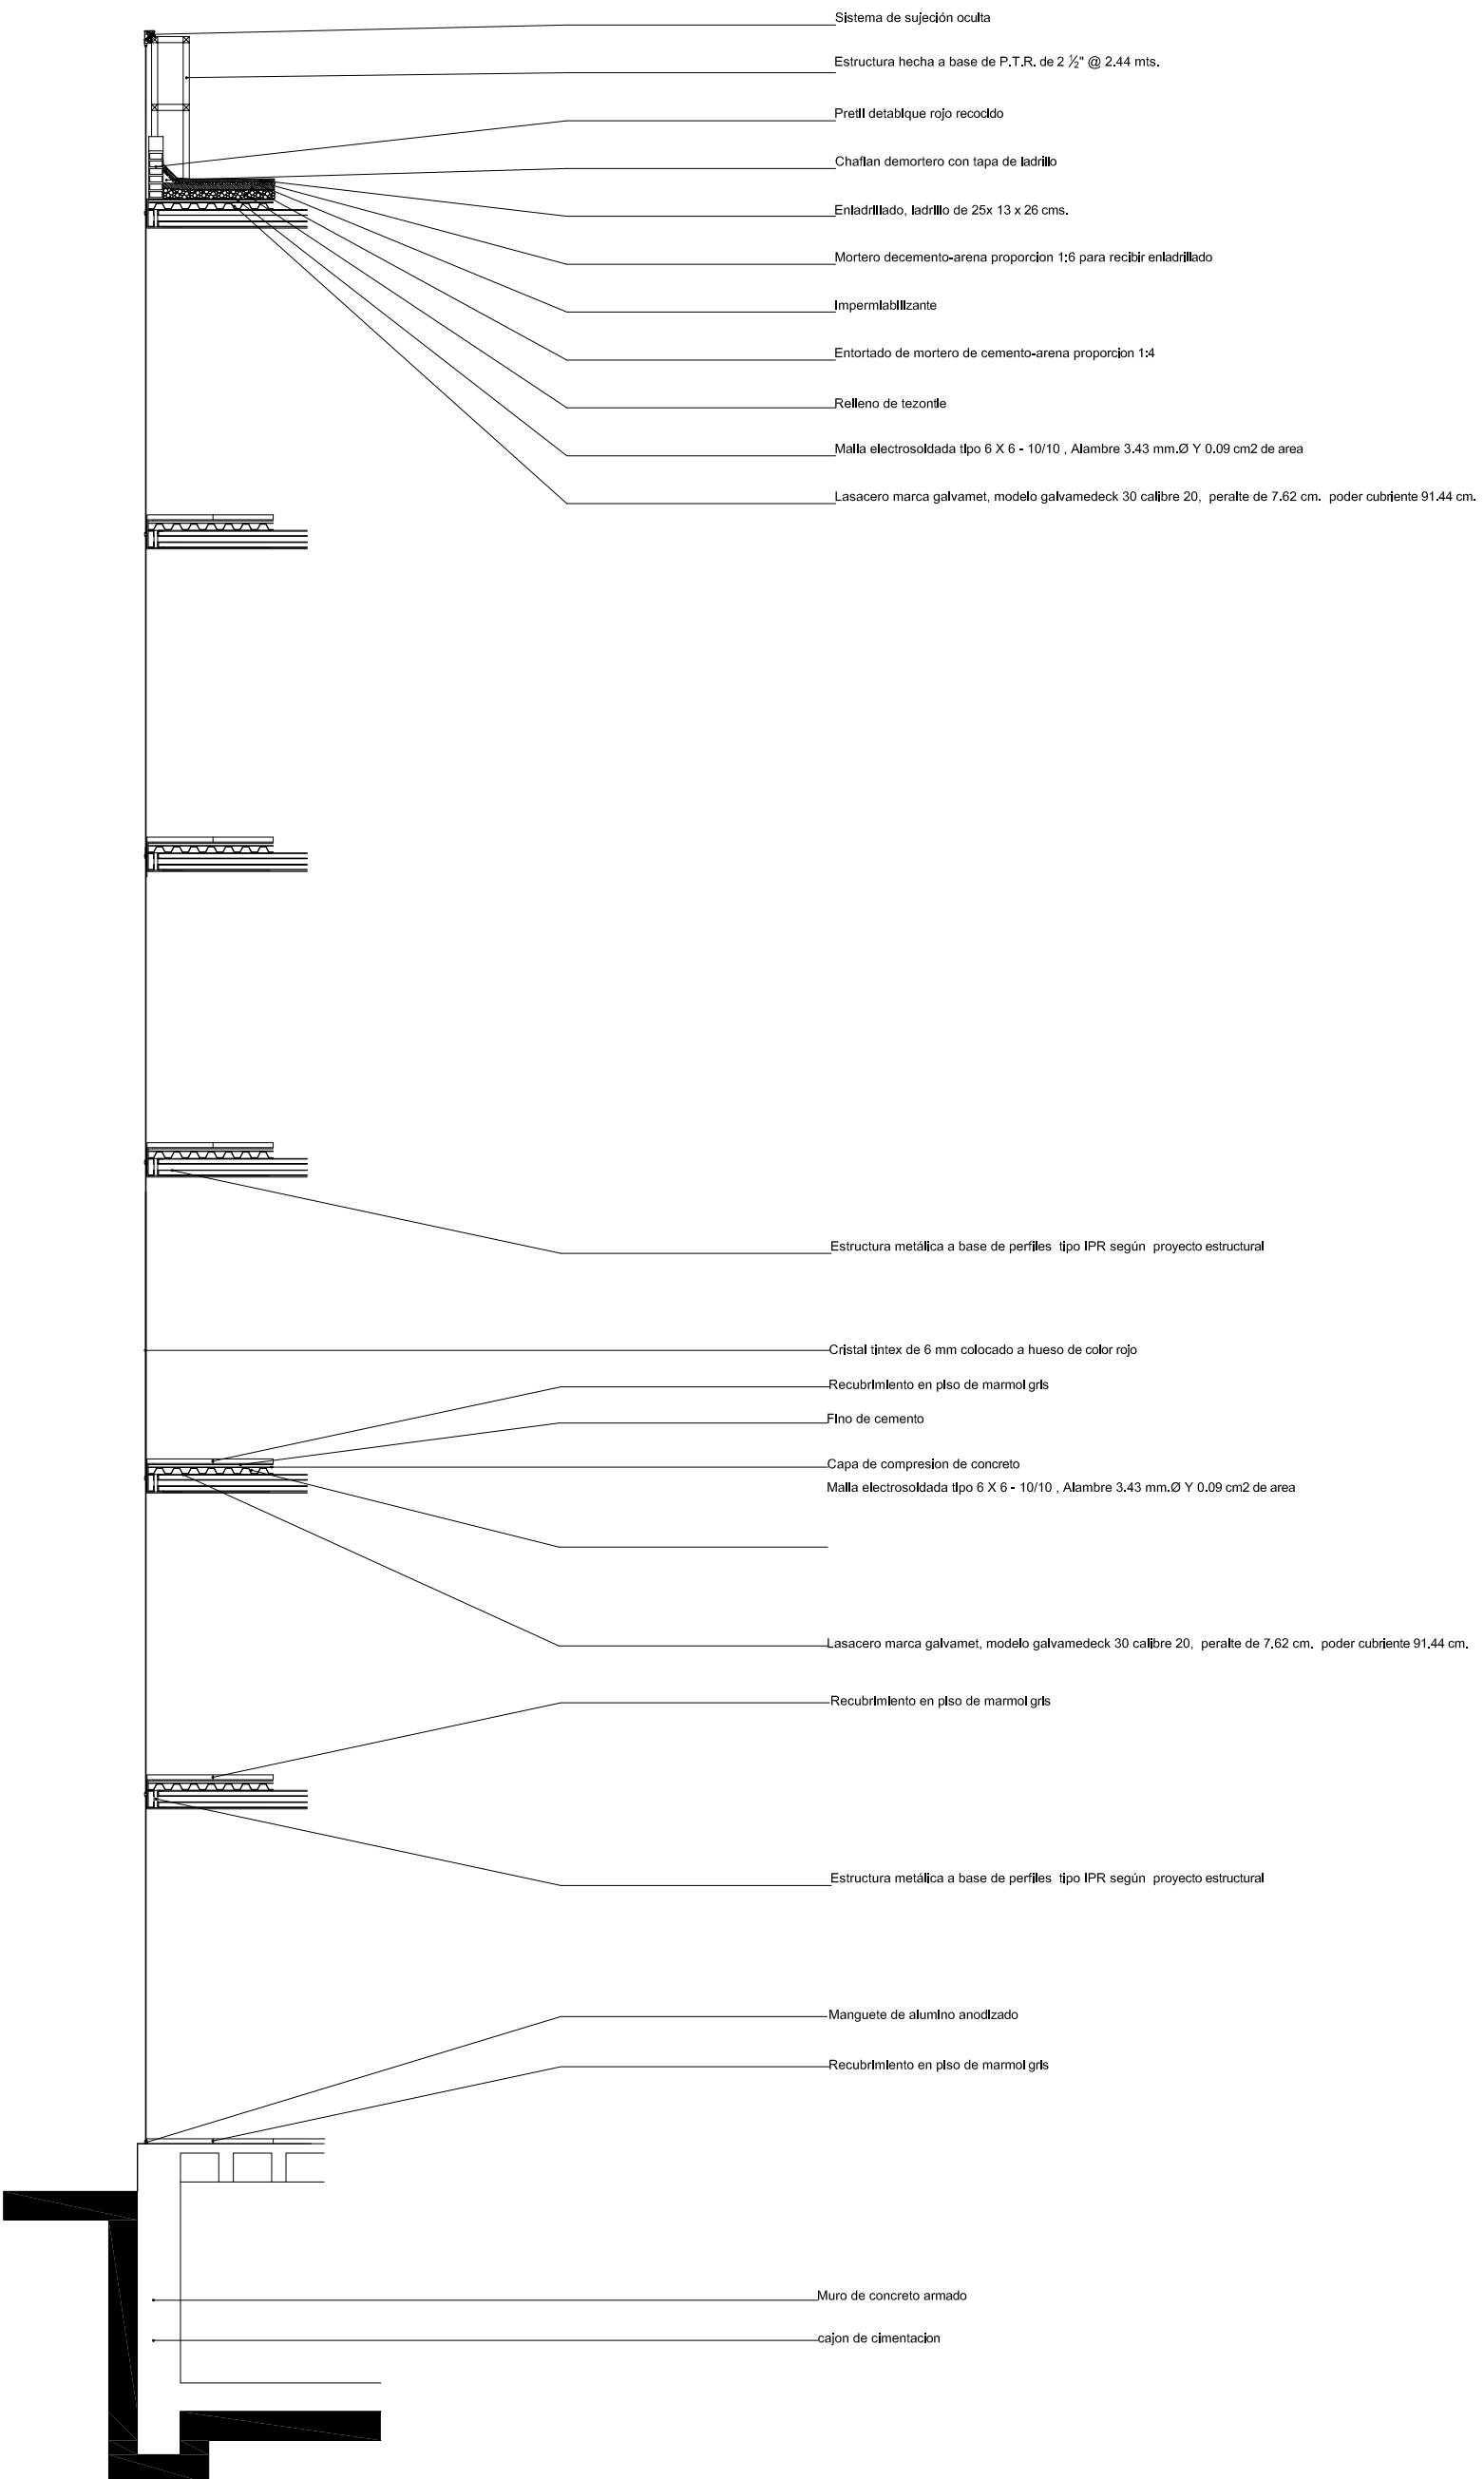 Sistema de sujeción oculta
Estructura hecha a base de P.T.R. de 2 ½" @ 2.44 mts.
Pretil detabique rojo recocido
Chaflan demortero con tapa de ladrillo
Enladrillado, ladrillo de 25x 13 x 26 cms.
Mortero decemento-arena proporcion 1:6 para recibir enladrillado
Impermiabilizante
Entortado de mortero de cemento-arena proporcion 1:4
Relleno de tezontle
Malla electrosoldada tipo 6 X 6 - 10/10 , Alambre 3.43 mm.Ø Y 0.09 cm2 de area
Lasacero marca galvamet, modelo galvamedeck 30 calibre 20, peralte de 7.62 cm. poder cubriente 91.44 cm.
Estructura metálica a base de perfiles tipo IPR según proyecto estructural
Cristal tintex de 6 mm colocado a hueso de color rojo
Recubrimiento en piso de marmol gris
Fino de cemento
Capa de compresion de concreto
Malla electrosoldada tipo 6 X 6 - 10/10 , Alambre 3.43 mm.Ø Y 0.09 cm2 de area
Lasacero marca galvamet, modelo galvamedeck 30 calibre 20, peralte de 7.62 cm. poder cubriente 91.44 cm.
Recubrimiento en piso de marmol gris
Estructura metálica a base de perfiles tipo IPR según proyecto estructural
Manguete de alumino anodizado
Recubrimiento en piso de marmol gris
Muro de concreto armado
cajon de cimentacion